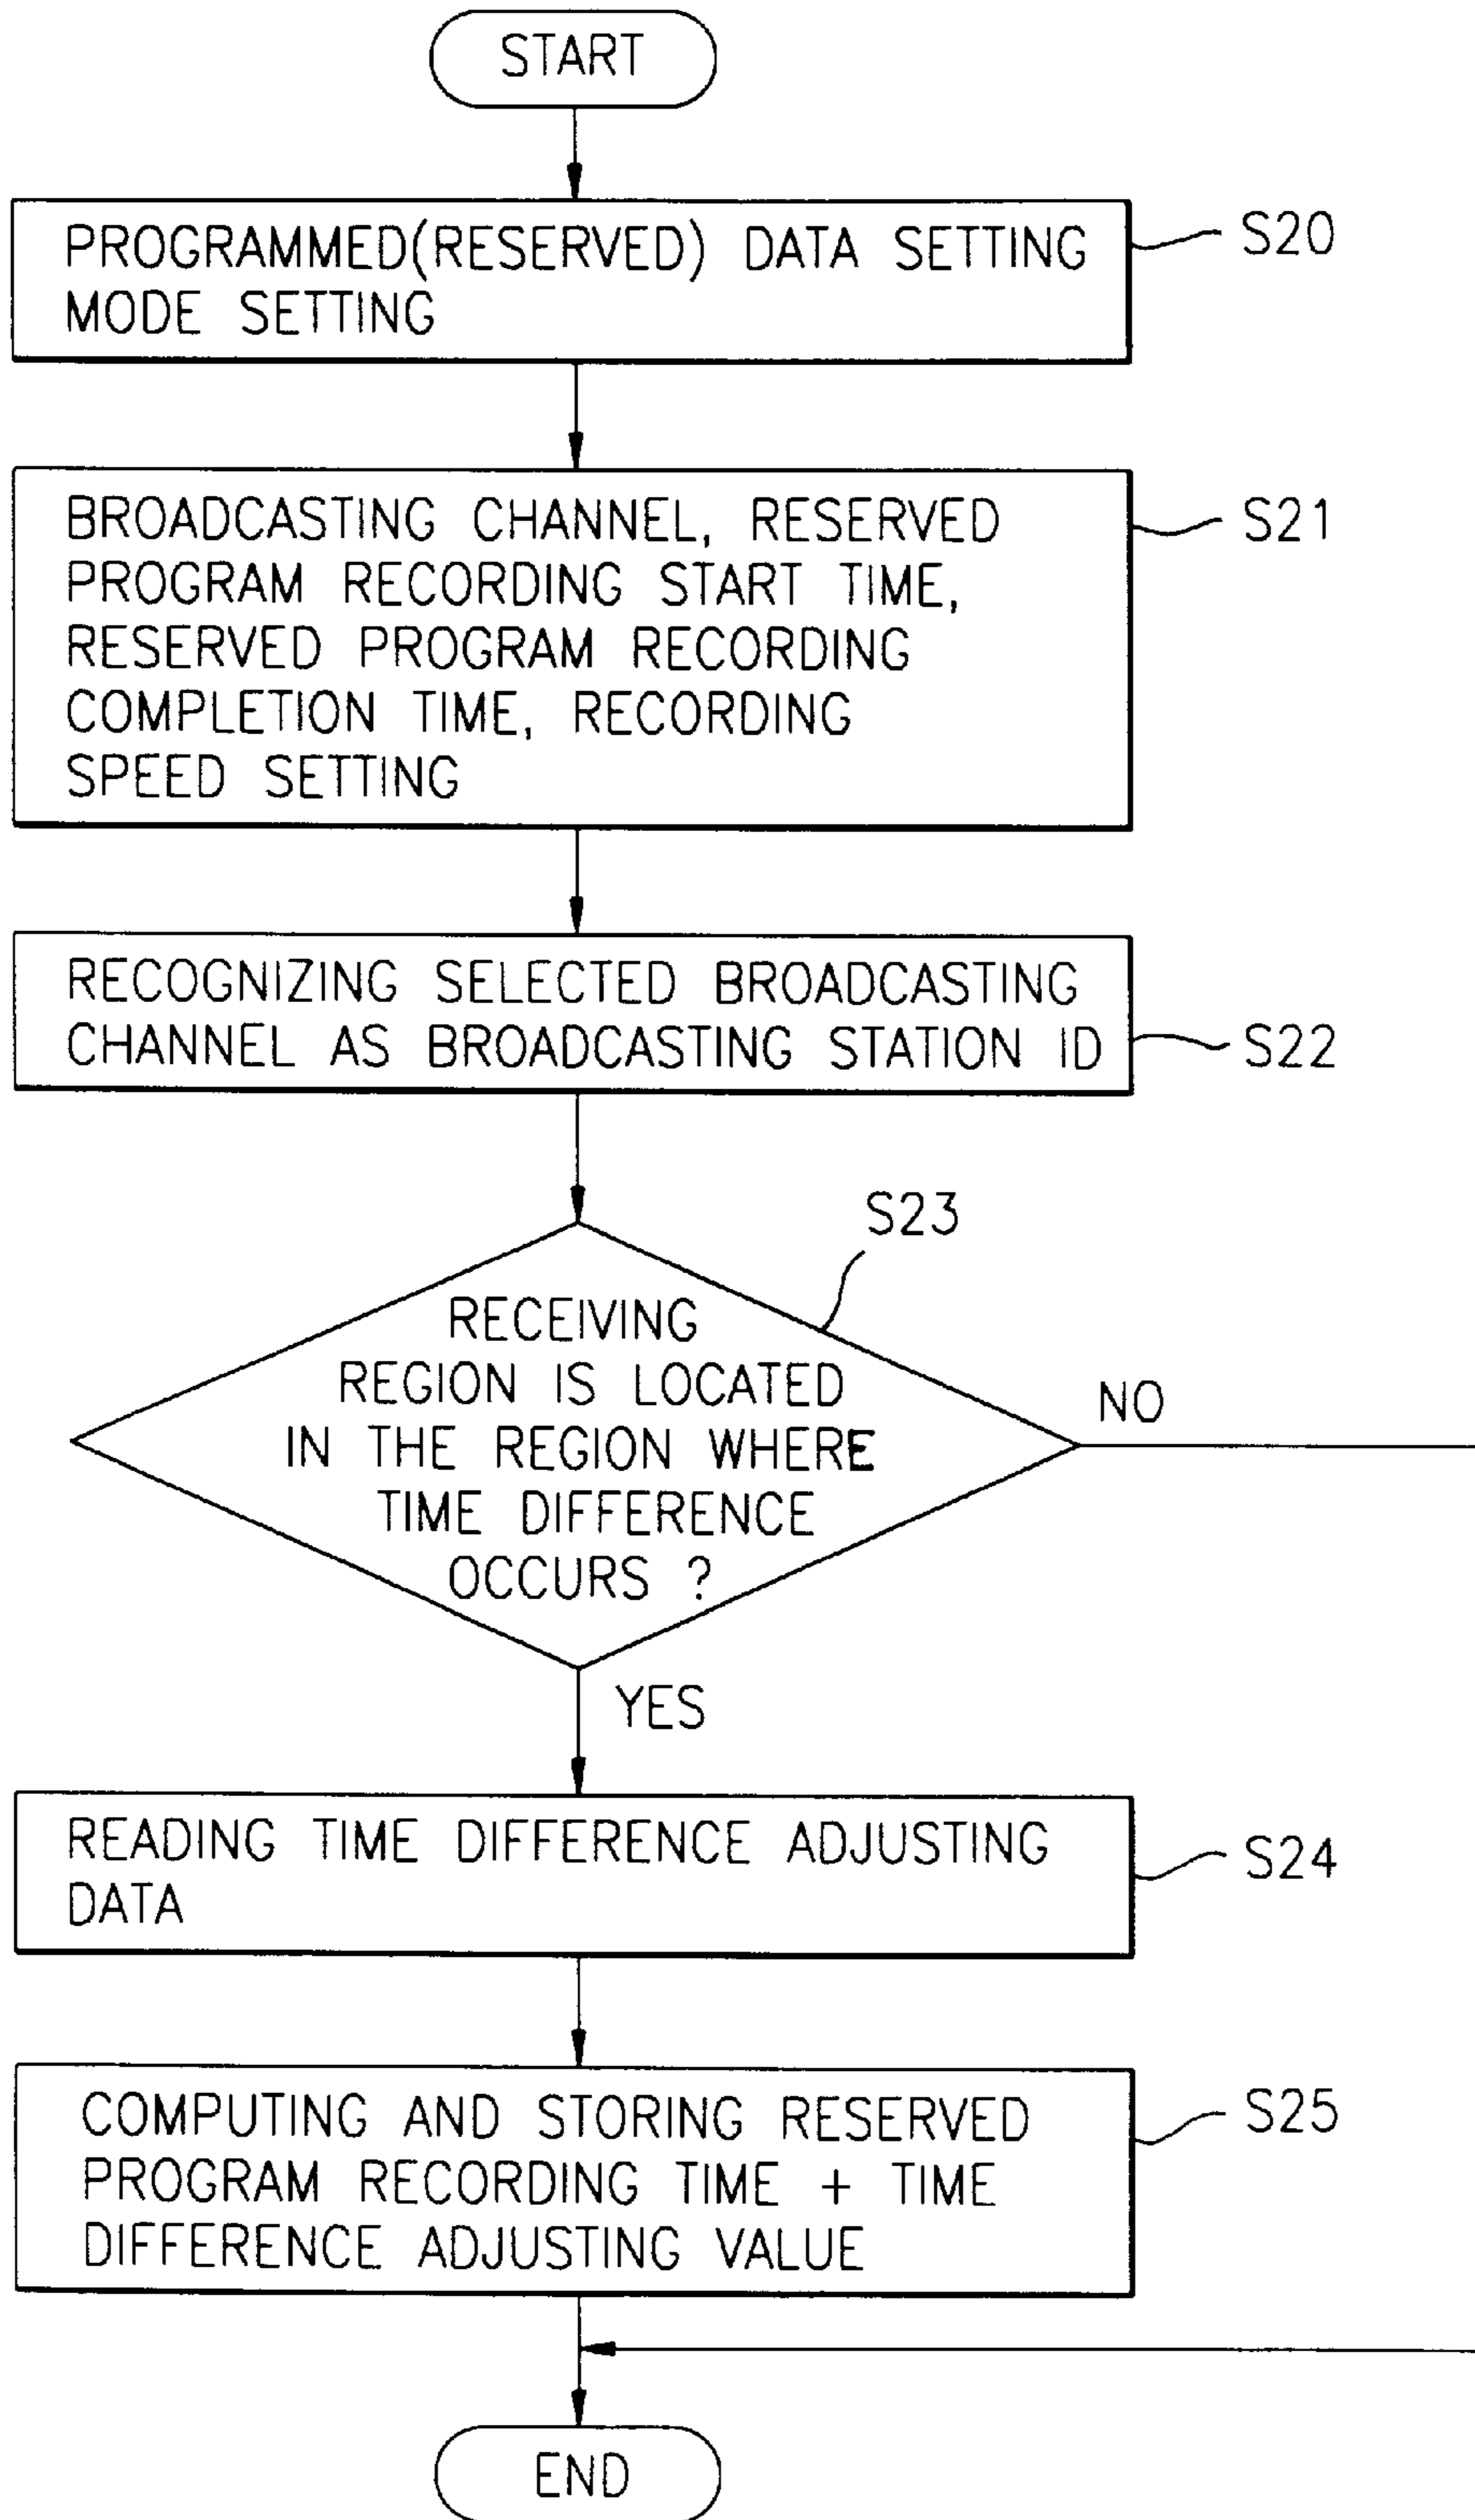 START
PROGRAMMED(RESERVED) DATA SETTING
MODE SETTING
S20
BROADCASTING CHANNEL, RESERVED
PROGRAM RECORDING START TIME,
RESERVED PROGRAM RECORDING
COMPLETION TIME, RECORDING
SPEED SETTING
S21
RECOGNIZING SELECTED BROADCASTING
CHANNEL AS BROADCASTING STATION ID
S22
S23
RECEIVING
REGION IS LOCATED
IN THE REGION WHERE
TIME DIFFERENCE
OCCURS ?
NO
YES
READING TIME DIFFERENCE ADJUSTING
DATA
S24
COMPUTING AND STORING RESERVED
PROGRAM RECORDING TIME + TIME
DIFFERENCE ADJUSTING VALUE
S25
END